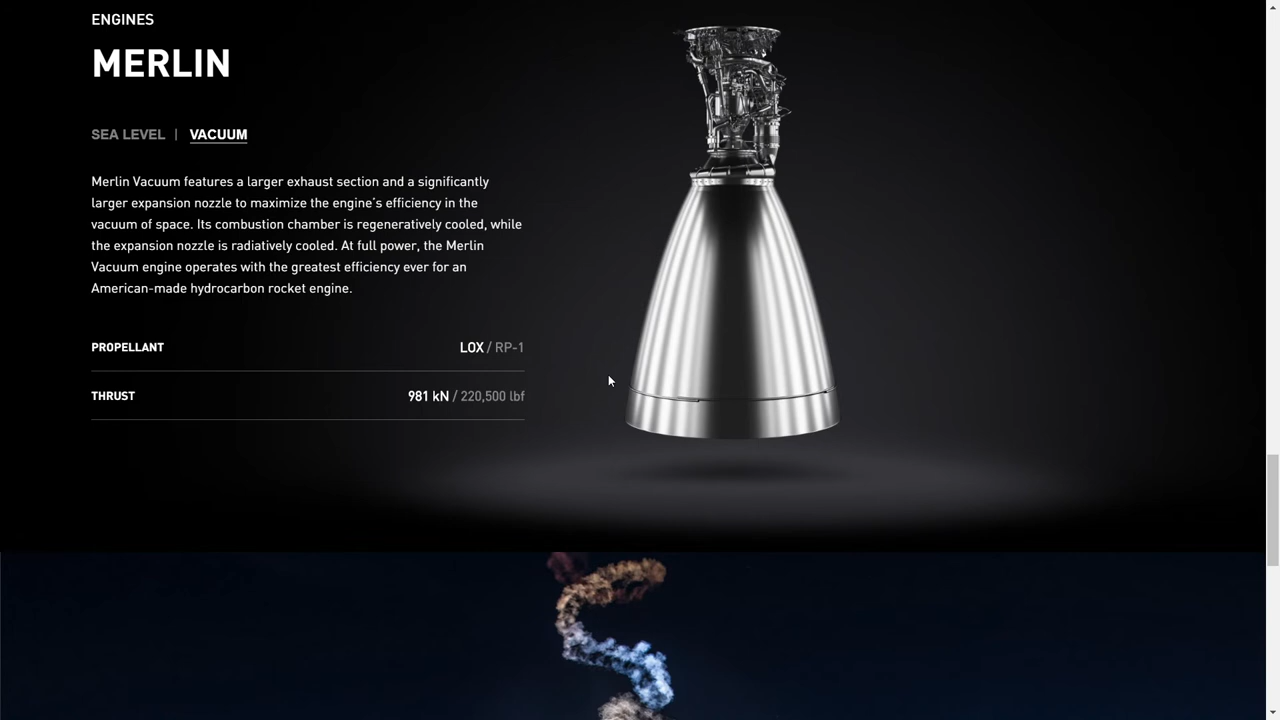 ENGINES
MERLIN
SEA LEVEL | VACUUM
Merlin Vacuum features a larger exhaust section and a significantly
larger expansion nozzle to maximize the engine's efficiency in the
vacuum of space. Its combustion chamber is regeneratively cooled, while
the expansion nozzle is radiatively cooled. At full power, the Merlin
Vacuum engine operates with the greatest efficiency ever for an
American-made hydrocarbon rocket engine.
PROPELLANT LOX / RP-1
THRUST 981 kN / 220,500 lbf